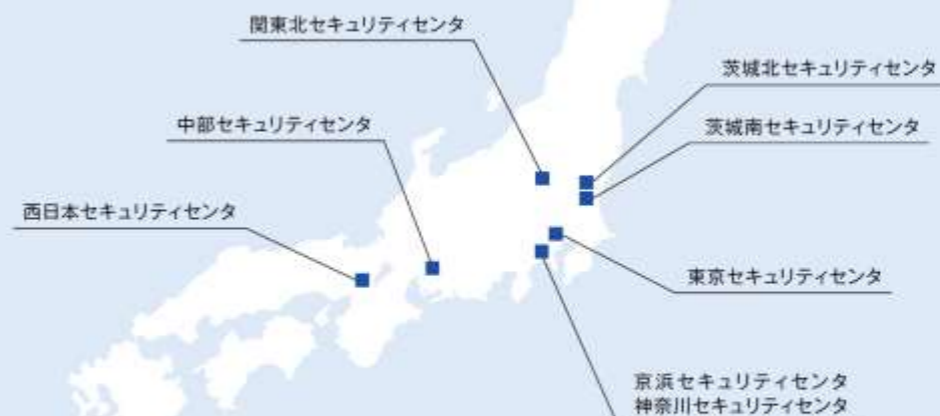 関東北セキュリティセンタ
茨城北セキュリティセンタ
中部セキュリティセンタ
茨城南セキュリティセンタ
西日本セキュリティセンタ
東京セキュリティセンタ
京浜セキュリティセンタ
神奈川セキュリティセンタ